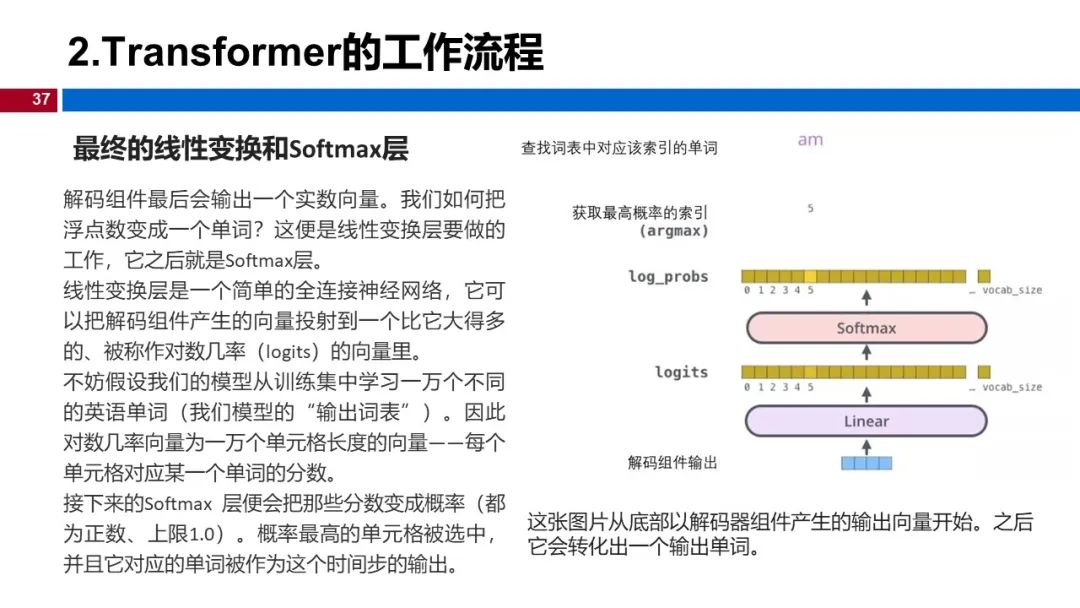 2.Transformer的工作流程
37
最终的线性变换和Softmax层
解码组件最后会输出一个实数向量。我们如何把
浮点数变成一个单词？这便是线性变换层要做的
工作，它之后就是Softmax层。
线性变换层是一个简单的全连接神经网络，它可
以把解码组件产生的向量投射到一个比它大得多
的、被称作对数几率（logits）的向量里。
不妨假设我们的模型从训练集中学习一万个不同
的英语单词（我们模型的“输出词表”）。因此
对数几率向量为一万个单元格长度的向量——每个
单元格对应某一个单词的分数。
接下来的Softmax 层便会把那些分数变成概率（都
为正数、上限1.0）。概率最高的单元格被选中，
并且它对应的单词被作为这个时间步的输出。
查找词表中对应该索引的单词
am
获取最高概率的索引
(argmax)
5
log_probs
0 1 2 3 4 5 … vocab_size
Softmax
logits
0 1 2 3 4 5 … vocab_size
Linear
解码组件输出
这张图片从底部以解码器组件产生的输出向量开始。之后
它会转化出一个输出单词。